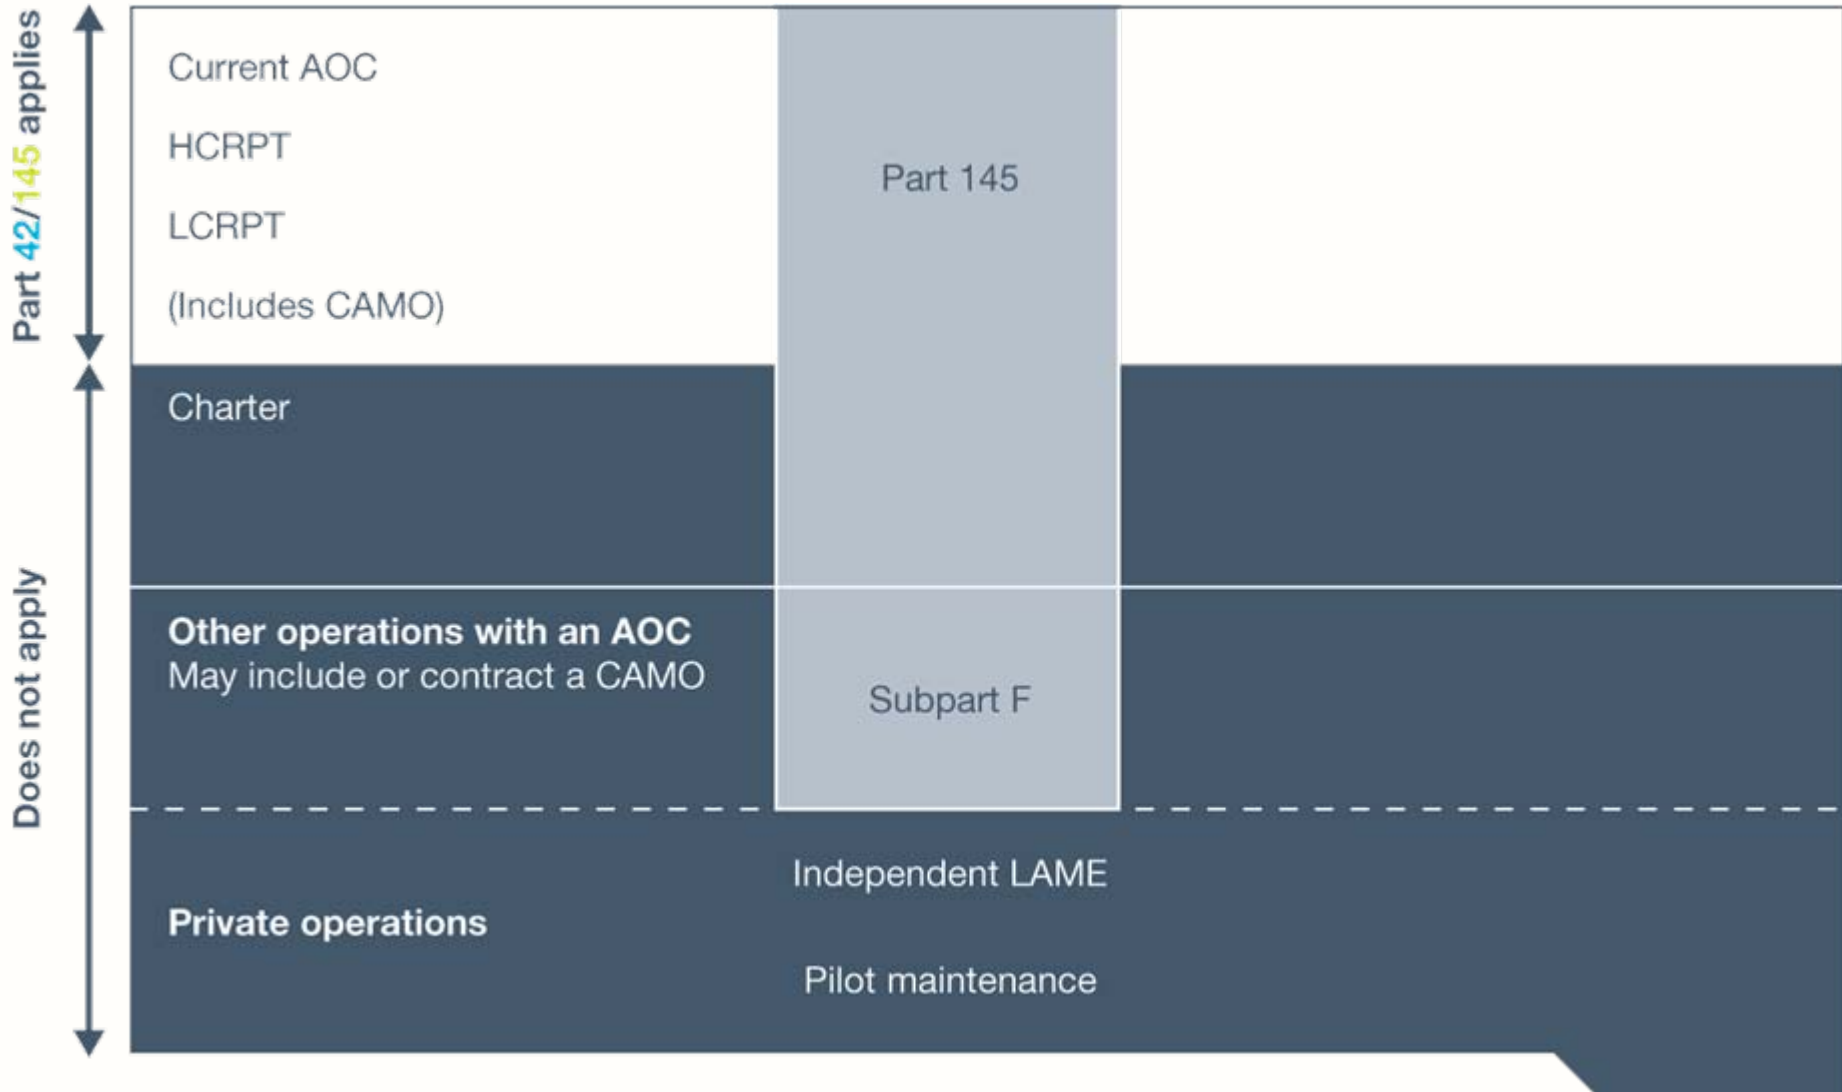 Part 42/145 applies
Current AOC
HCRPT
LCRPT
(Includes CAMO)
Part 145
Does not apply
Charter
Other operations with an AOC
May include or contract a CAMO
Subpart F
Private operations
Independent LAME
Pilot maintenance